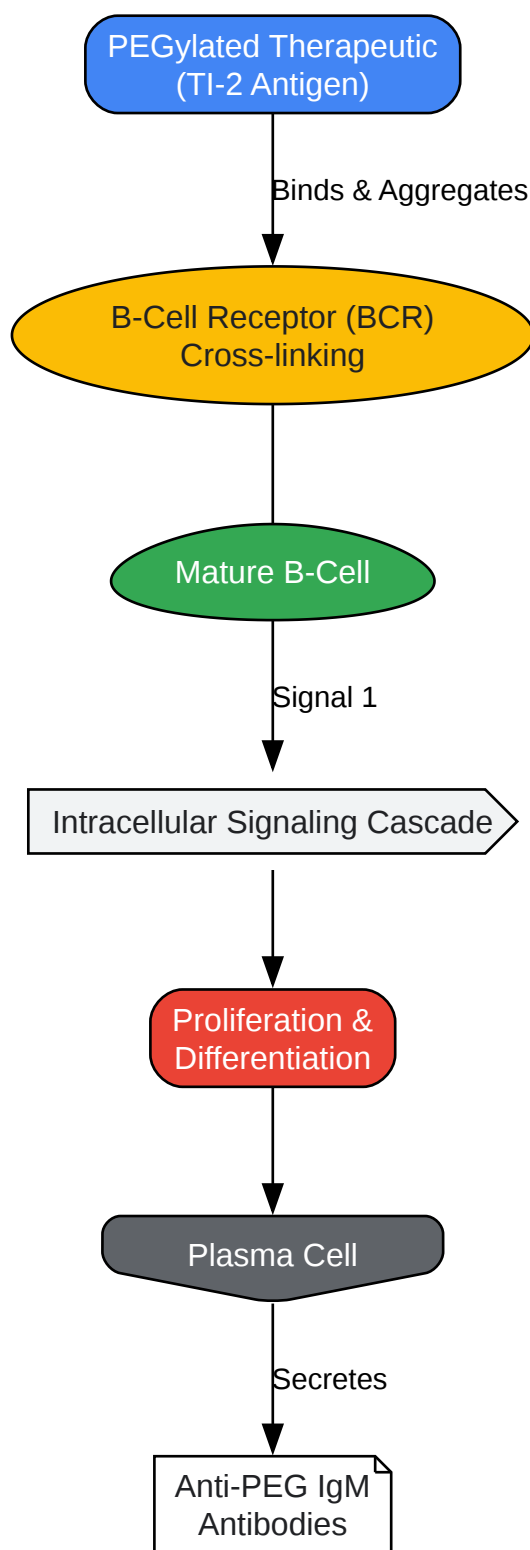 PEGylated Therapeutic
(TI-2 Antigen)
Binds & Aggregates
B-Cell Receptor (BCR)
Cross-linking
Mature B-Cell
Signal 1
Intracellular Signaling Cascade
Proliferation &
Differentiation
Plasma Cell
Secretes
Anti-PEG IgM
Antibodies